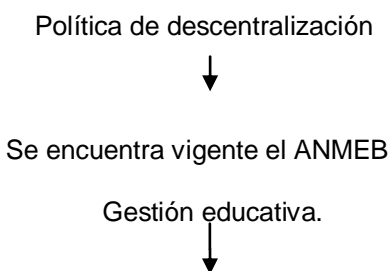 Política de descentralización
Se encuentra vigente el ANMEB
Gestión educativa.